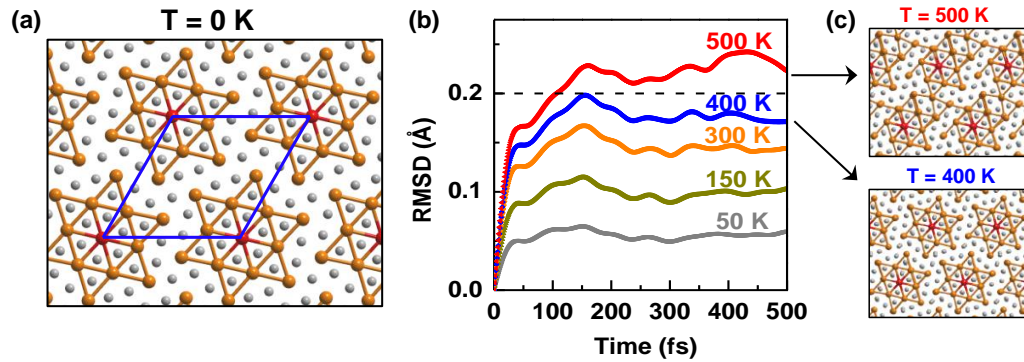 (a)
T = 0 K
(b)
RMSD (Å)
0.2
0.1
0.0
500 K
400 K
300 K
150 K
50 K
0 100 200 300 400 500
Time (fs)
(c)
T = 500 K
T = 400 K